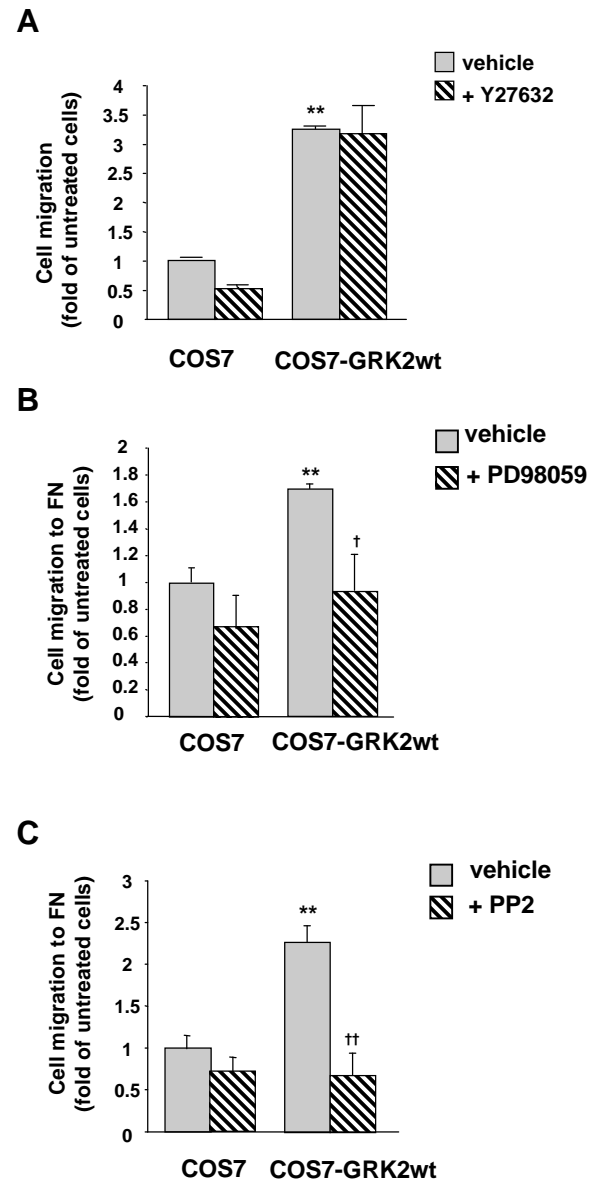 A
vehicle
+ Y27632
Cell migration
(fold of untreated cells)
4
3.5
3
2.5
2
1.5
1
0.5
0
**
COS7 COS7-GRK2wt
B
vehicle
+ PD98059
Cell migration to FN
(fold of untreated cells)
2
1.8
1.6
1.4
1.2
1
0.8
0.6
0.4
0.2
0
**
†
COS7 COS7-GRK2wt
C
vehicle
+ PP2
Cell migration to FN
(fold of untreated cells)
3
2.5
2
1.5
1
0.5
0
**
††
COS7 COS7-GRK2wt